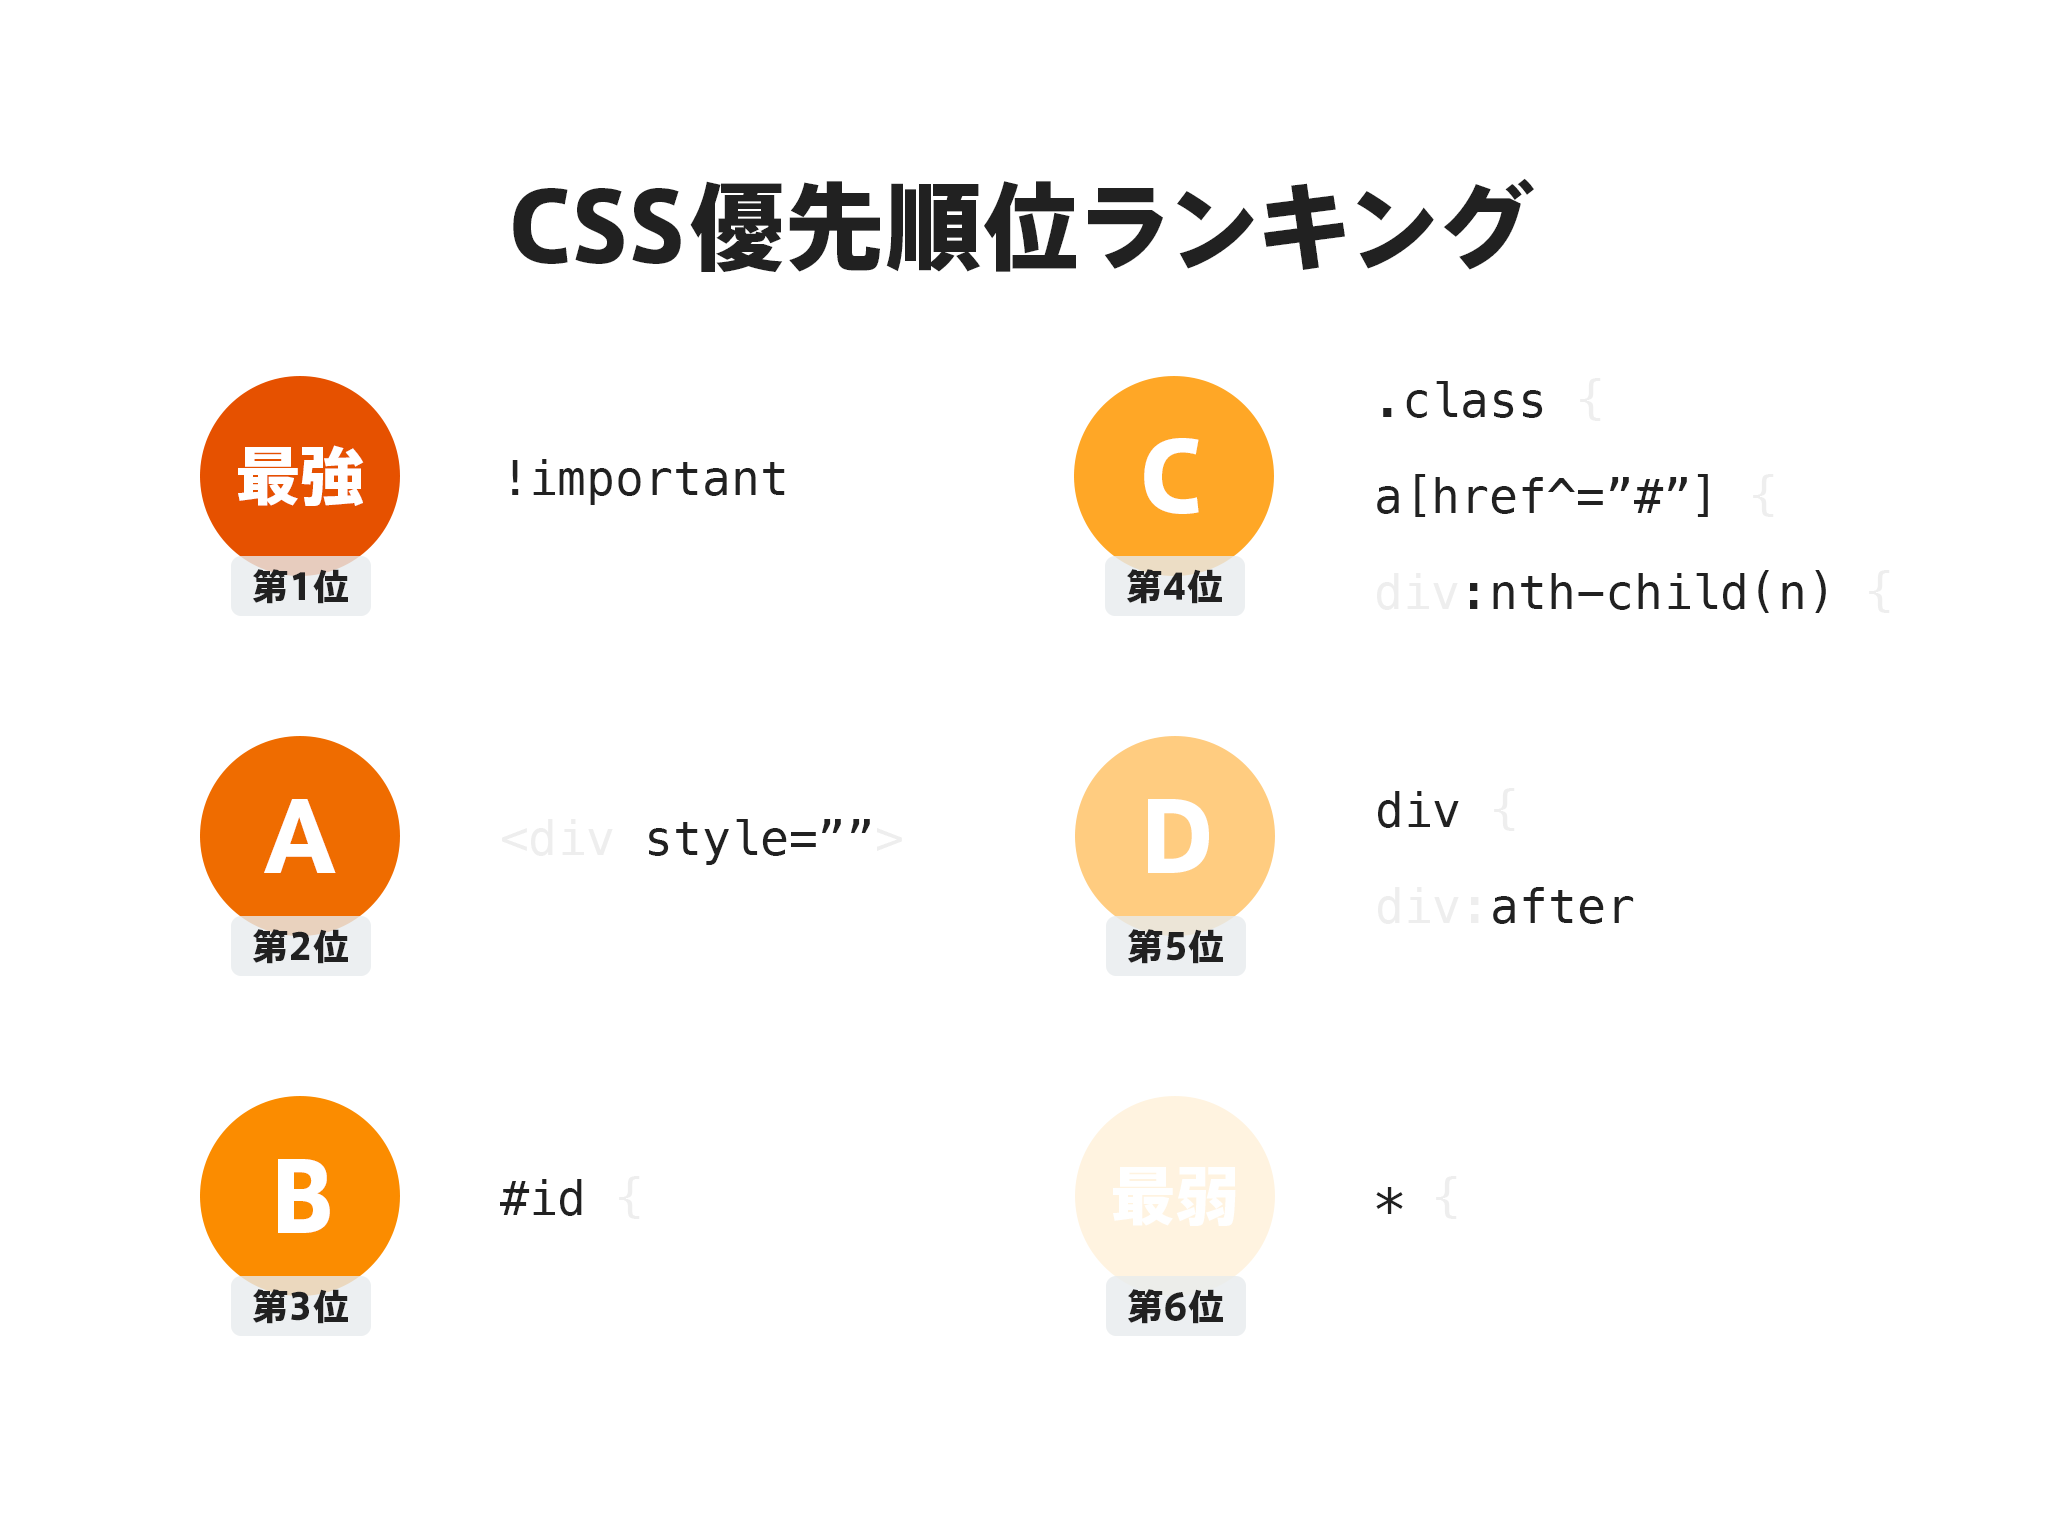 CSS優先順位ランキング
最強
第1位
!important
A
第2位
<div style=””>
B
第3位
#id {
C
第4位
.class {
a[href^=”#”] {
div:nth-child(n) {
D
第5位
div {
div:after
最弱
第6位
* {